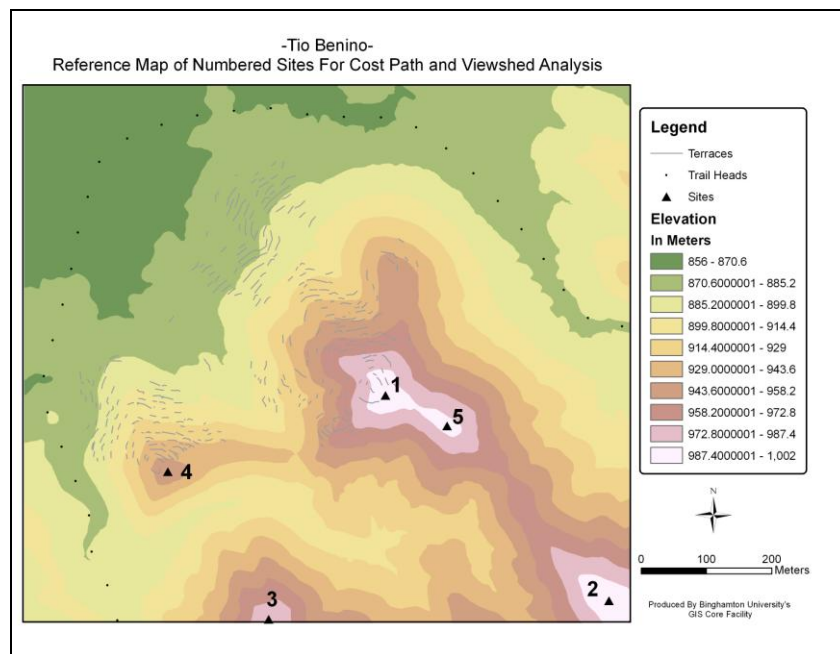 -Tio Benino-
Reference Map of Numbered Sites For Cost Path and Viewshed Analysis
1
5
4
3
2
Legend
Terraces
Trail Heads
Sites
Elevation
In Meters
856 - 870.6
870.6000001 - 885.2
885.2000001 - 899.8
899.8000001 - 914.4
914.4000001 - 929
929.0000001 - 943.6
943.6000001 - 958.2
958.2000001 - 972.8
972.8000001 - 987.4
987.4000001 - 1,002
N
0 100 200
Meters
Produced By Binghamton University's
GIS Core Facility